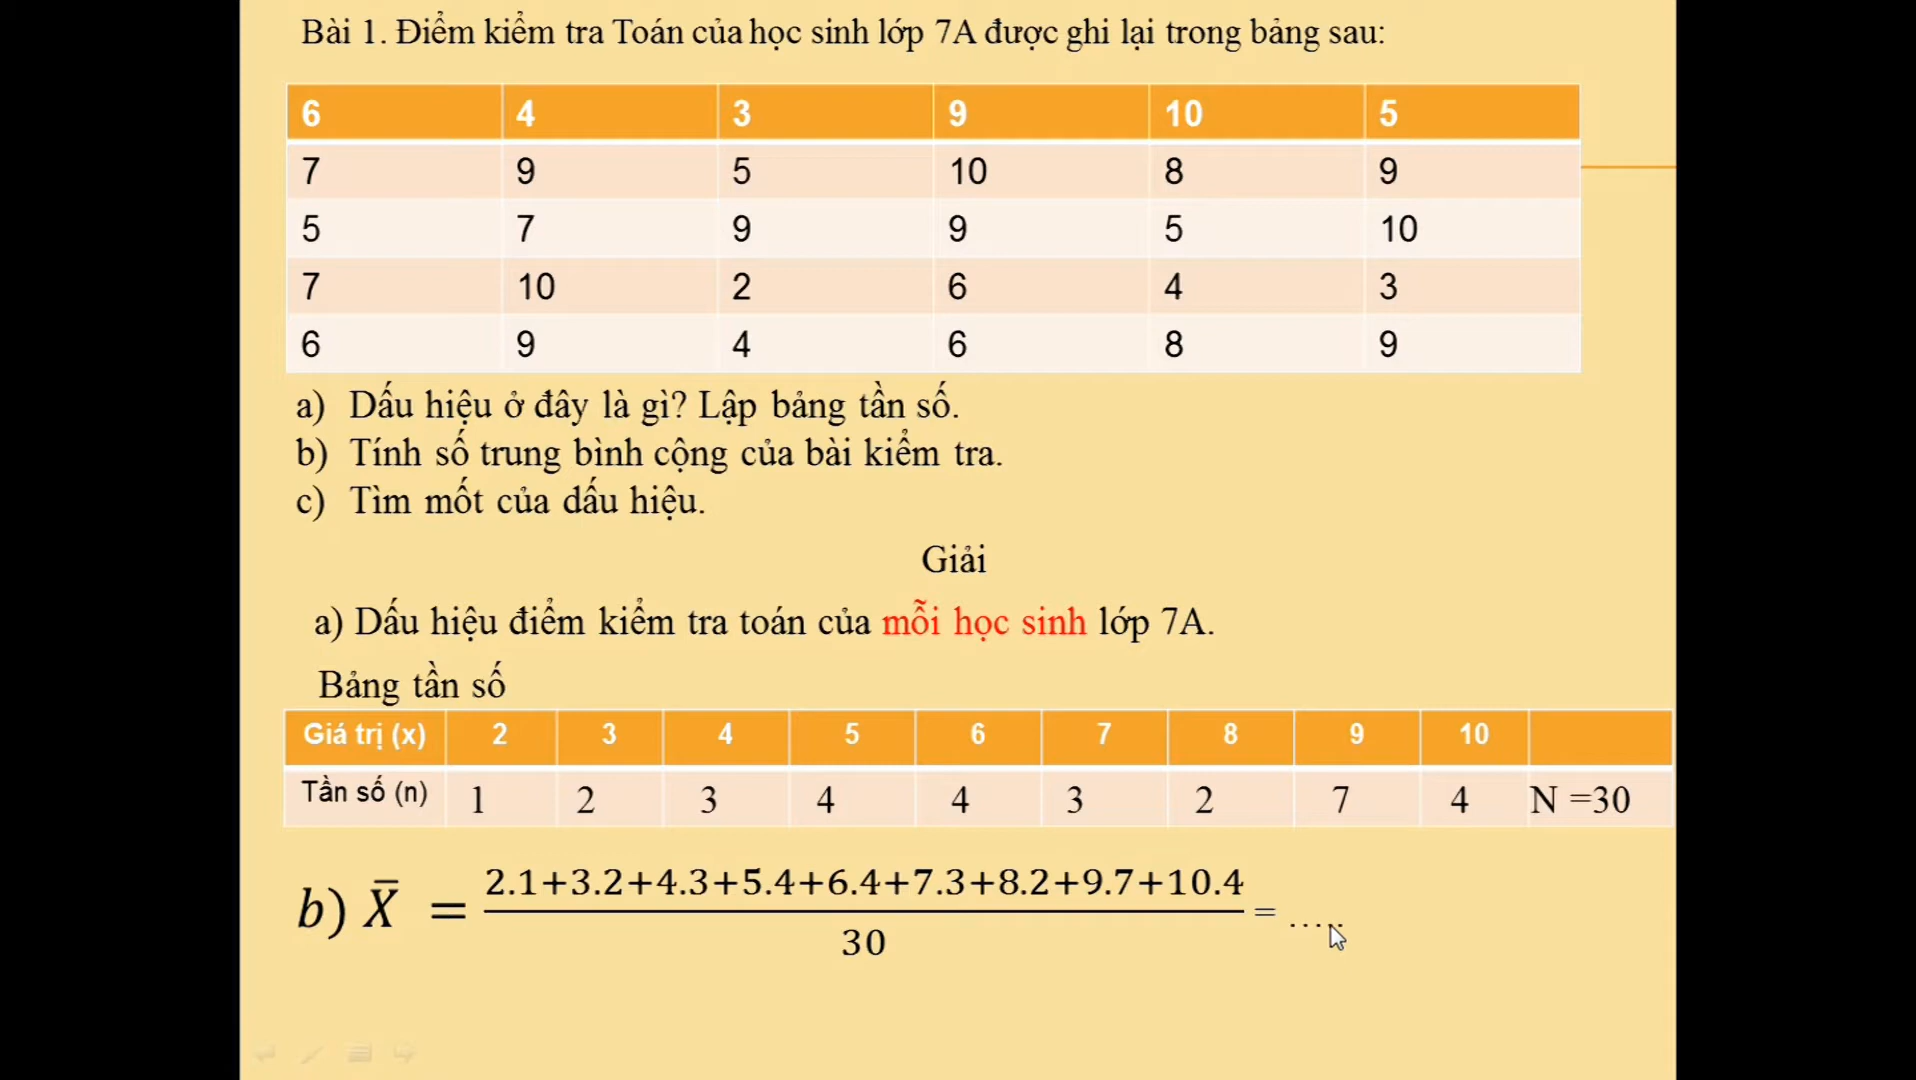 Bài 1. Điểm kiểm tra Toán của học sinh lớp 7A được ghi lại trong bảng sau:
6 4 3 9 10 5
7 9 5 10 8 9
5 7 9 9 5 10
7 10 2 6 4 3
6 9 4 6 8 9
a) Dấu hiệu ở đây là gì? Lập bảng tần số.
b) Tính số trung bình cộng của bài kiểm tra.
c) Tìm mốt của dấu hiệu.
Giải
a) Dấu hiệu điểm kiểm tra toán của mỗi học sinh lớp 7A.
Bảng tần số
Giá trị (x) 2 3 4 5 6 7 8 9 10
Tần số (n) 1 2 3 4 4 3 2 7 4 N =30
2.1+3.2+4.3+5.4+6.4+7.3+8.2+9.7+10.4
b) X̅ = = .....
30